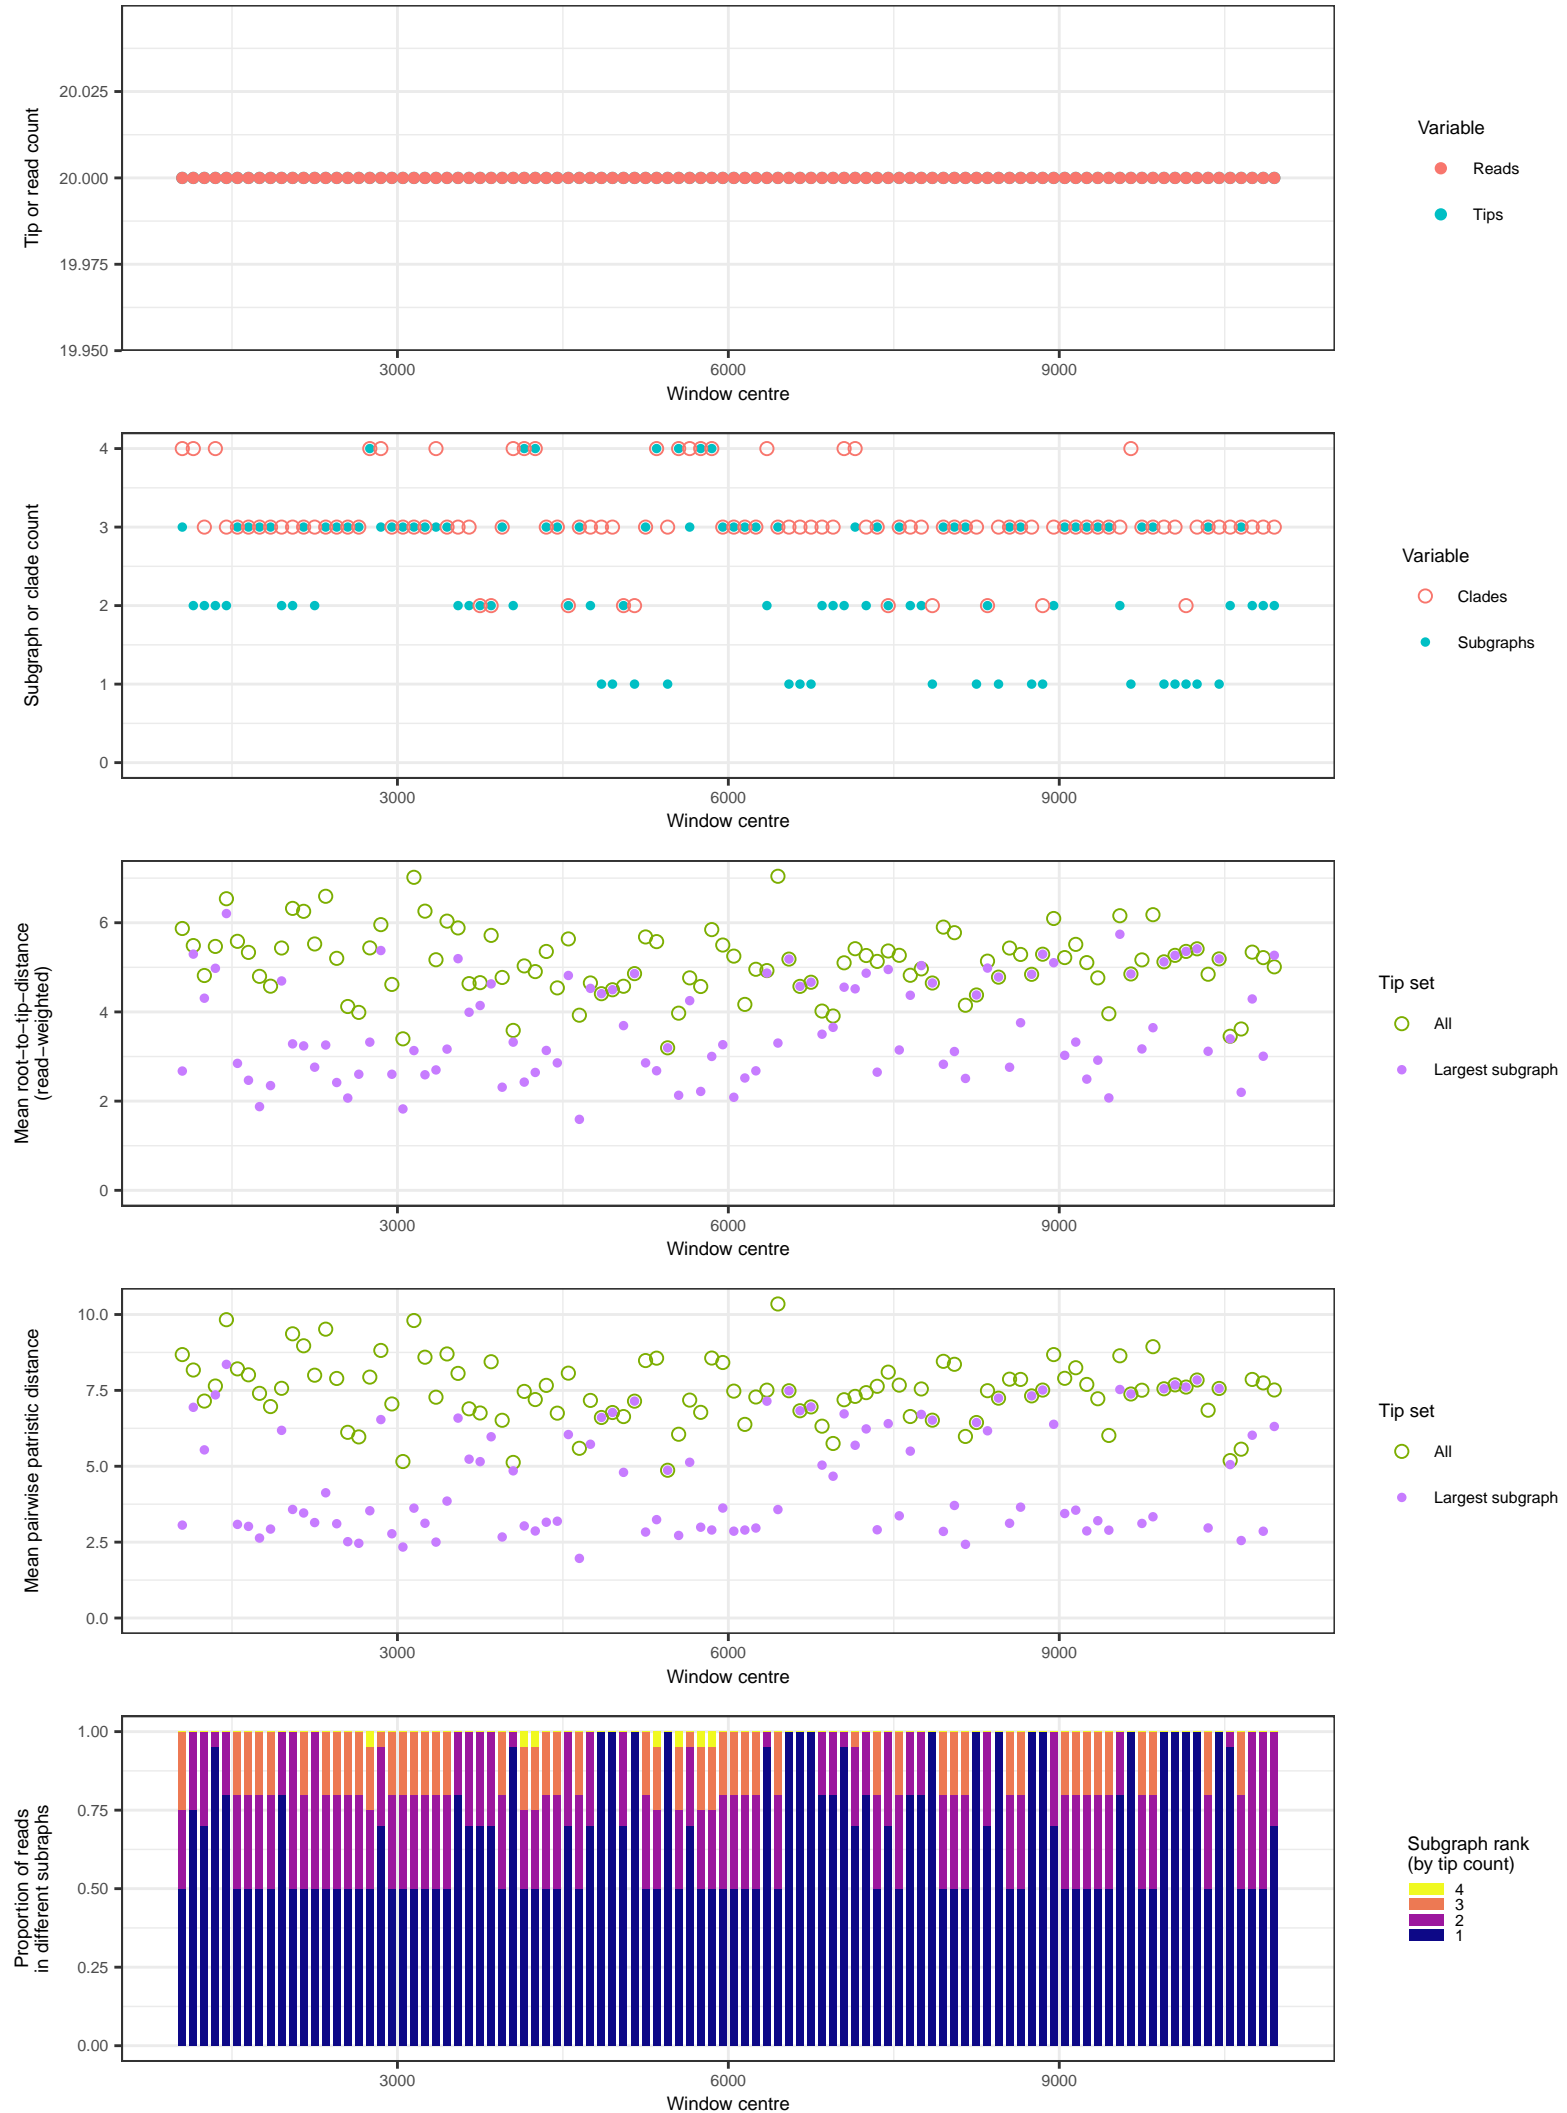 20.025
20.000
19.975
19.950
Tip or read count
3000
6000
9000
Window centre
Variable
Reads
Tips
4
3
2
1
0
Subgraph or clade count
3000
6000
9000
Window centre
Variable
Clades
Subgraphs
6
4
2
0
Mean root−to−tip−distance
(read−weighted)
3000
6000
9000
Window centre
Tip set
All
Largest subgraph
10.0
7.5
5.0
2.5
0.0
Mean pairwise patristic distance
3000
6000
9000
Window centre
Tip set
All
Largest subgraph
1.00
0.75
0.50
0.25
0.00
Proportion of reads
in different subraphs
3000
6000
9000
Window centre
Subgraph rank
(by tip count)
4
3
2
1